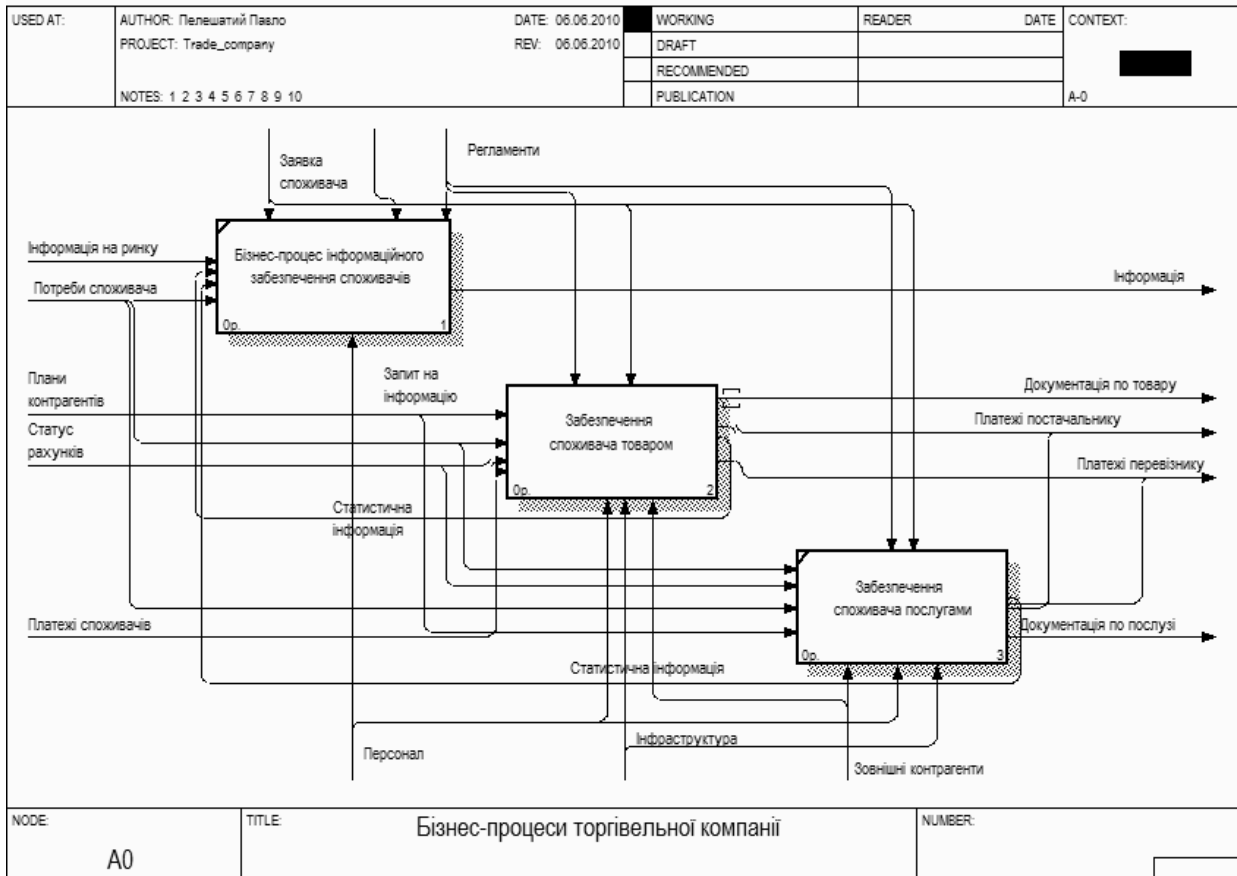 USED AT:
AUTHOR: Пелешатий Павло
DATE: 06.06.2010
WORKING
READER
DATE
CONTEXT:
PROJECT: Trade_company
REV: 06.06.2010
DRAFT
RECOMMENDED
NOTES: 1 2 3 4 5 6 7 8 9 10
PUBLICATION
A-0
Заявка
споживача
Регламенти
Інформація на ринку
Бізнес-процес інформаційного
забезпечення споживачів
0р.
1
Потреби споживача
Інформація
Плани
контрагентів
Запит на
інформацію
Статус
рахунків
Забезпечення
споживача товаром
0р.
2
Документація по товару
Платежі постачальнику
Платежі перевізнику
Статистична
інформація
Забезпечення
споживача послугами
0р.
3
Платежі споживачів
Документація по послузі
Статистична інформація
Персонал
Інфраструктура
Зовнішні контрагенти
NODE:
A0
TITLE:
Бізнес-процеси торгівельної компанії
NUMBER: